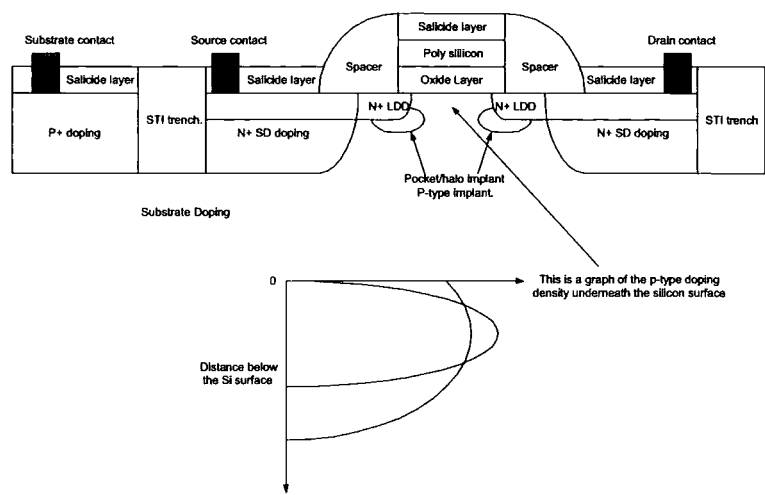 Salicide layer
Substrate contact
Source contact
Drain contact
Poly silicon
Spacer
Spacer
Salicide layer
Salicide layer
Oxide Layer
Salicide layer
N+ LDD
N+ LDD
P+ doping
STI trench.
N+ SD doping
N+ SD doping
STI trench
Pocket/halo Implant
P-type implant.
Substrate Doping
This is a graph of the p-type doping
density underneath the silicon surface
0
Distance below
the Si surface